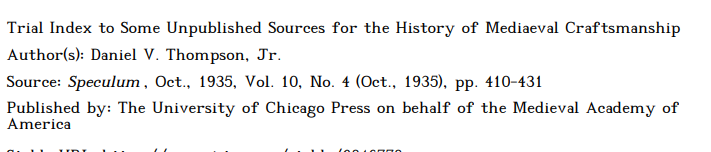 Trial Index to Some Unpublished Sources for the History of Mediaeval Craftsmanship
Author(s): Daniel V. Thompson, Jr.
Source: Speculum, Oct., 1935, Vol. 10, No. 4 (Oct., 1935), pp. 410-431
Published by: The University of Chicago Press on behalf of the Medieval Academy of
America